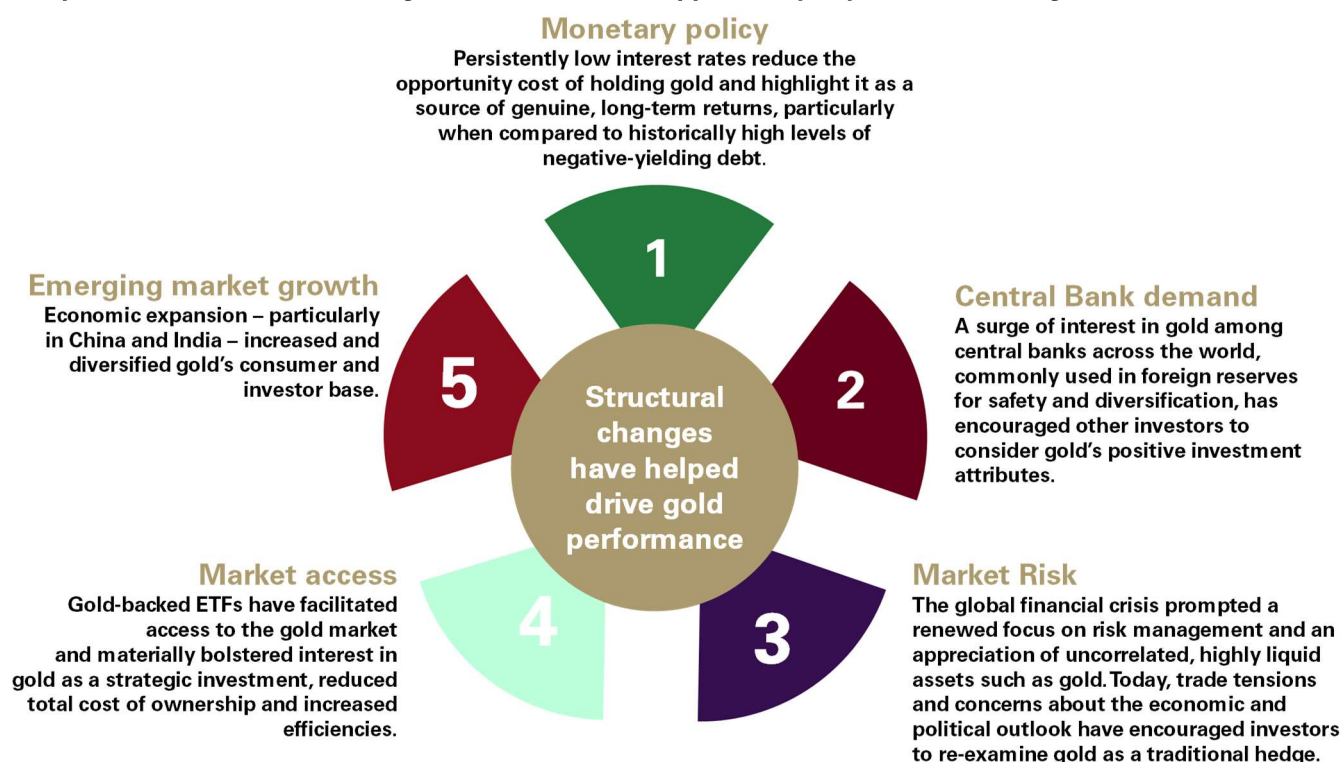 Monetary policy
Persistently low interest rates reduce the
opportunity cost of holding gold and highlight it as a
source of genuine, long-term returns, particularly
when compared to historically high levels of
negative-yielding debt.
1
Central Bank demand
A surge of interest in gold among
central banks across the world,
commonly used in foreign reserves
for safety and diversification, has
encouraged other investors to
consider gold's positive investment
attributes.
2
Market Risk
The global financial crisis prompted a
renewed focus on risk management and an
appreciation of uncorrelated, highly liquid
assets such as gold. Today, trade tensions
and concerns about the economic and
political outlook have encouraged investors
to re-examine gold as a traditional hedge.
3
Market access
Gold-backed ETFs have facilitated
access to the gold market
and materially bolstered interest in
gold as a strategic investment, reduced
total cost of ownership and increased
efficiencies.
4
Emerging market growth
Economic expansion – particularly
in China and India – increased and
diversified gold's consumer and
investor base.
5
Structural
changes
have helped
drive gold
performance